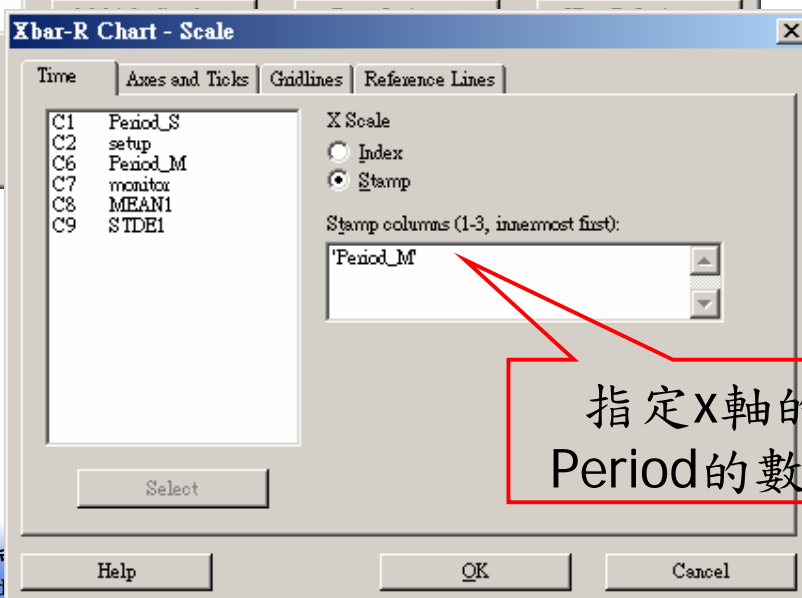 Xbar-R Chart - Scale
Time
Axes and Ticks
Gridlines
Reference Lines
C1 Period_S
C2 setup
C6 Period_M
C7 monitor
C8 MEAN1
C9 STDE1
X Scale
Index
Stamp
Stamp columns (1-3, innermost first):
'Period_M'
指定X軸的
Period的數
Select
Help
OK
Cancel